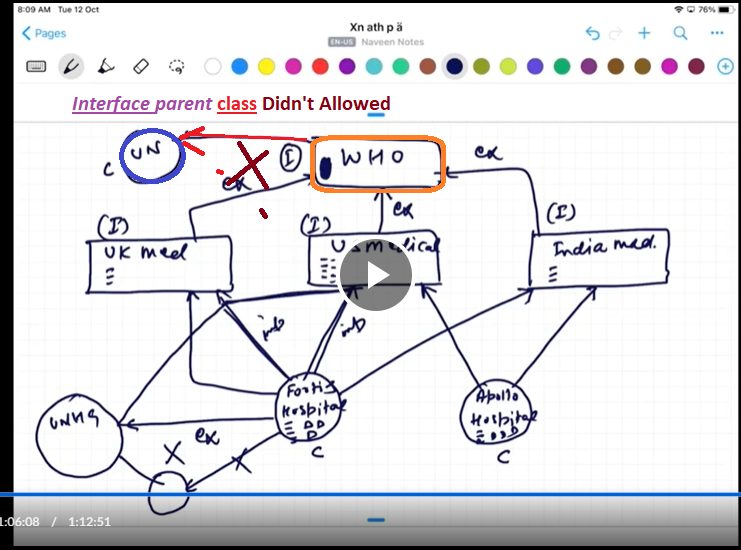 8:09 AM Tue 12 Oct
76%
Pages
Xn ath p ä
EN-US Naveen Notes
Interface parent class Didn't Allowed
UN
C
I
WHO
ex
ex
ex
(I)
(I)
(I)
UK Med
US Medical
India Med.
imp
imp
UNHG
Fortis
Hospital
Apollo
Hospital
ex
X
X
C
C
1:06:08 / 1:12:51